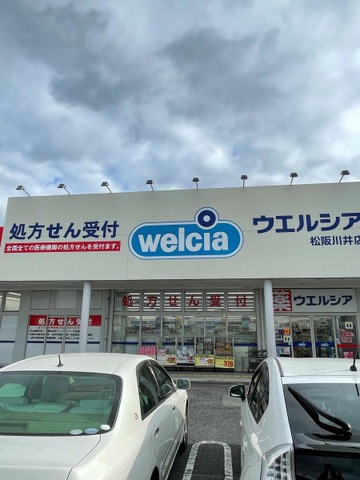 処方せん受付
全国全ての医療機関の処方せんを受付ます。
welcia
ウエルシア
松阪川井店
処方せん受付
薬 ウエルシア
処方せん受付